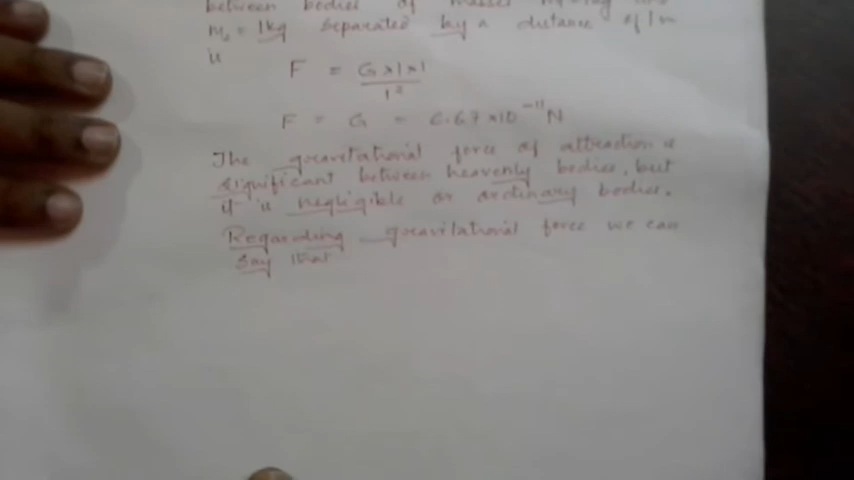 between bodies of masses
m₂ = 1kg separated by a distance of 1m
is
F = G×1×1
1²
F = G = 6.67×10⁻¹¹ N
The gravitational force of attraction is
significant between heavenly bodies, but
it is negligible or ordinary bodies.
Regarding gravitational force we can
say that